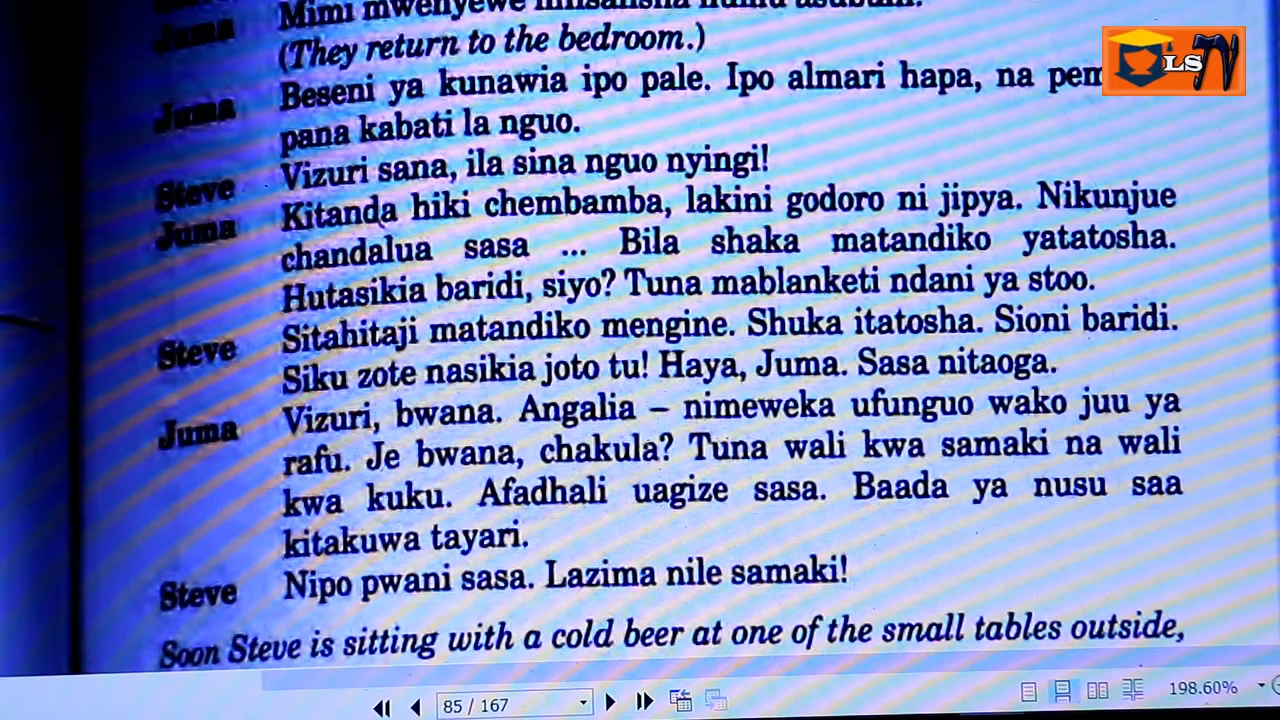 Juma Mimi mwenyewe
(They return to the bedroom.)
Juma Beseni ya kunawia ipo pale. Ipo almari hapa, na
pana kabati la nguo.
Steve Vizuri sana, ila sina nguo nyingi!
Juma Kitanda hiki chembamba, lakini godoro ni jipya. Nikunjue
chandalua sasa ... Bila shaka matandiko yatatosha.
Hutasikia baridi, siyo? Tuna mablanketi ndani ya stoo.
Steve Sitahitaji matandiko mengine. Shuka itatosha. Sioni baridi.
Siku zote nasikia joto tu! Haya, Juma. Sasa nitaoga.
Juma Vizuri, bwana. Angalia – nimeweka ufunguo wako juu ya
rafu. Je bwana, chakula? Tuna wali kwa samaki na wali
kwa kuku. Afadhali uagize sasa. Baada ya nusu saa
kitakuwa tayari.
Steve Nipo pwani sasa. Lazima nile samaki!
Soon Steve is sitting with a cold beer at one of the small tables outside,
LSTV
85 / 167
198.60%